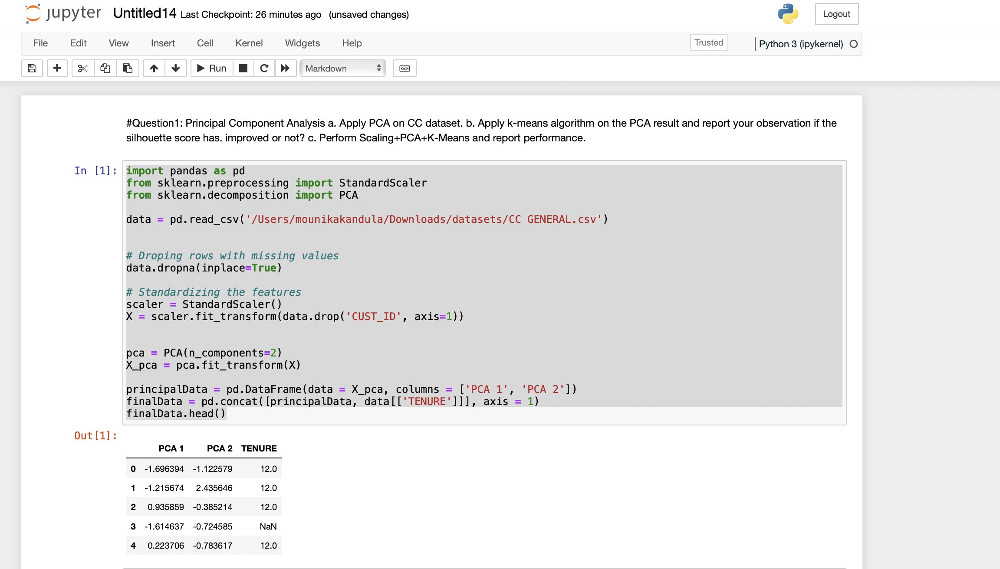 jupyter Untitled14 Last Checkpoint: 26 minutes ago (unsaved changes)
Logout
File Edit View Insert Cell Kernel Widgets Help Trusted Python 3 (ipykernel)
Run Markdown
#Question1: Principal Component Analysis a. Apply PCA on CC dataset. b. Apply k-means algorithm on the PCA result and report your observation if the
silhouette score has. improved or not? c. Perform Scaling+PCA+K-Means and report performance.
In [1]:
import pandas as pd
from sklearn.preprocessing import StandardScaler
from sklearn.decomposition import PCA
data = pd.read_csv('/Users/mounikakandula/Downloads/datasets/CC GENERAL.csv')
# Droping rows with missing values
data.dropna(inplace=True)
# Standardizing the features
scaler = StandardScaler()
X = scaler.fit_transform(data.drop('CUST_ID', axis=1))
pca = PCA(n_components=2)
X_pca = pca.fit_transform(X)
principalData = pd.DataFrame(data = X_pca, columns = ['PCA 1', 'PCA 2'])
finalData = pd.concat([principalData, data[['TENURE']]], axis = 1)
finalData.head()
Out[1]:
PCA 1 PCA 2 TENURE
0 -1.696394 -1.122579 12.0
1 -1.215674 2.435646 12.0
2 0.935859 -0.385214 12.0
3 -1.614637 -0.724585 NaN
4 0.223706 -0.783617 12.0